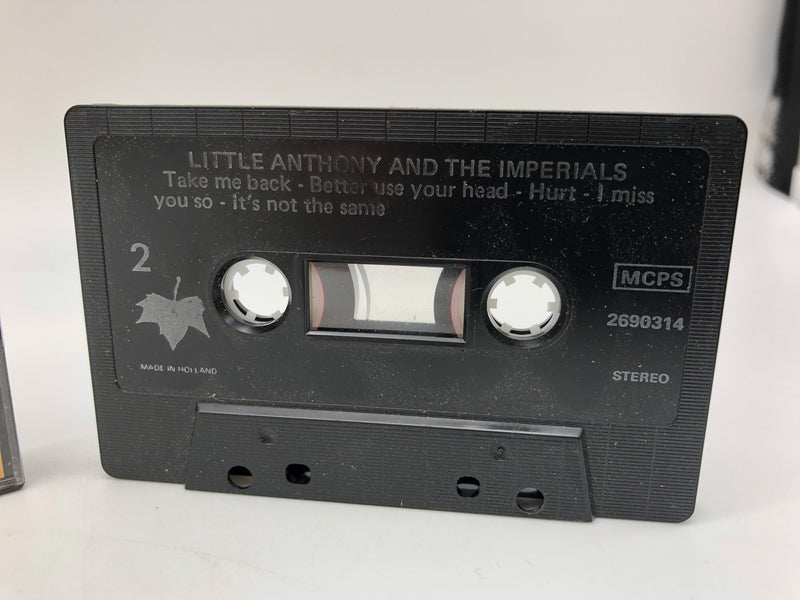 LITTLE ANTHONY AND THE IMPERIALS
Take me back - Better use your head - Hurt - I miss
you so - It's not the same
2
MCPS
2690314
MADE IN HOLLAND
STEREO